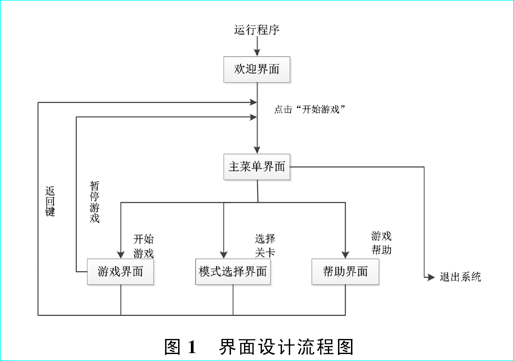 运行程序
欢迎界面
点击“开始游戏”
主菜单界面
返回键
暂停游戏
开始
游戏
选择
关卡
游戏
帮助
游戏界面
模式选择界面
帮助界面
退出系统
图 1 界面设计流程图